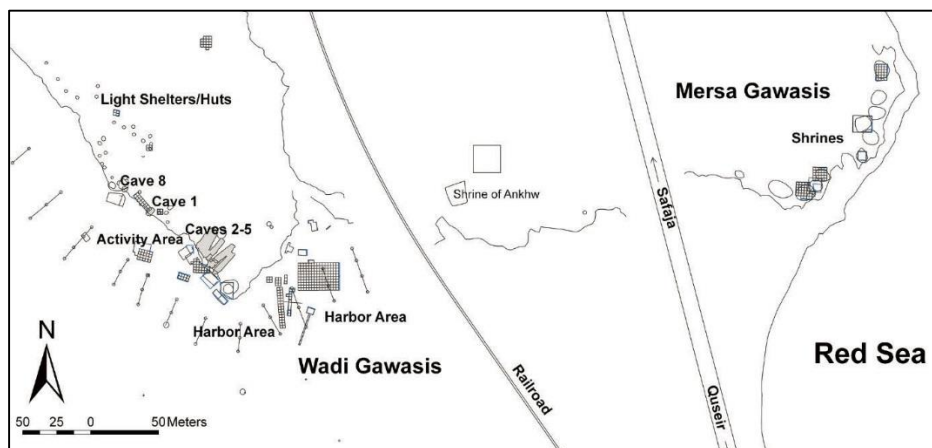 Light Shelters/Huts
Cave 8
Cave 1
Activity Area
Caves 2-5
Harbor Area
Harbor Area
Wadi Gawasis
N
50 25 0 50 Meters
Railroad
Shrine of Ankhw
Safaja
Quseir
Mersa Gawasis
Shrines
Red Sea